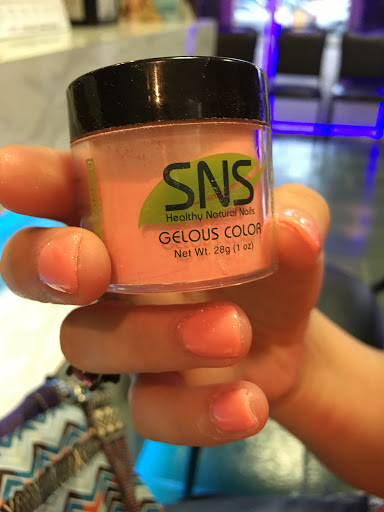 SNS
Healthy Natural Nails
GELOUS COLOR
Net Wt. 28g (1 oz)